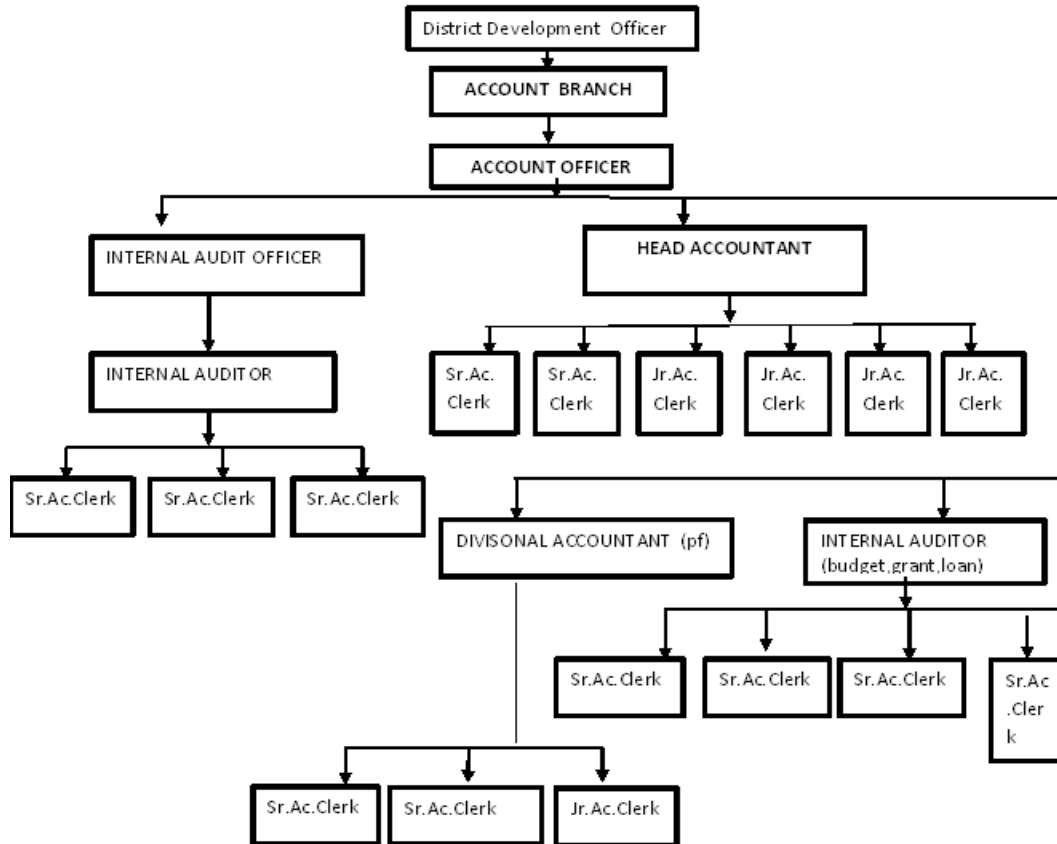 District Development Officer
ACCOUNT BRANCH
ACCOUNT OFFICER
INTERNAL AUDIT OFFICER
HEAD ACCOUNTANT
INTERNAL AUDITOR
Sr.Ac.
Clerk
Sr.Ac.
Clerk
Jr.Ac.
Clerk
Jr.Ac.
Clerk
Jr.Ac.
Clerk
Jr.Ac.
Clerk
Sr.Ac.Clerk
Sr.Ac.Clerk
Sr.Ac.Clerk
DIVISONAL ACCOUNTANT (pf)
INTERNAL AUDITOR
(budget,grant,loan)
Sr.Ac.Clerk
Sr.Ac.Clerk
Sr.Ac.Clerk
Sr.Ac
.Cler
k
Sr.Ac.Clerk
Sr.Ac.Clerk
Jr.Ac.Clerk